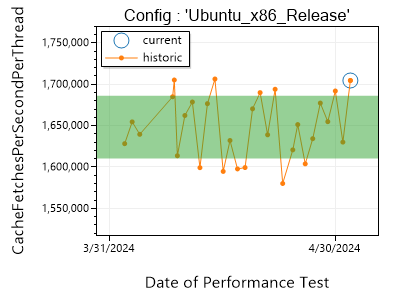 Config : 'Ubuntu_x86_Release'
CacheFetchesPerSecondPerThread
1,750,000
1,700,000
1,650,000
1,600,000
1,550,000
current
historic
3/31/2024
4/30/2024
Date of Performance Test